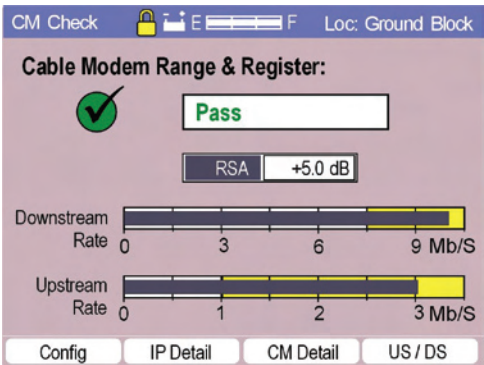 CM Check E F Loc: Ground Block
Cable Modem Range & Register:
Pass
RSA +5.0 dB
Downstream
Rate 0 3 6 9 Mb/S
Upstream
Rate 0 1 2 3 Mb/S
Config IP Detail CM Detail US / DS